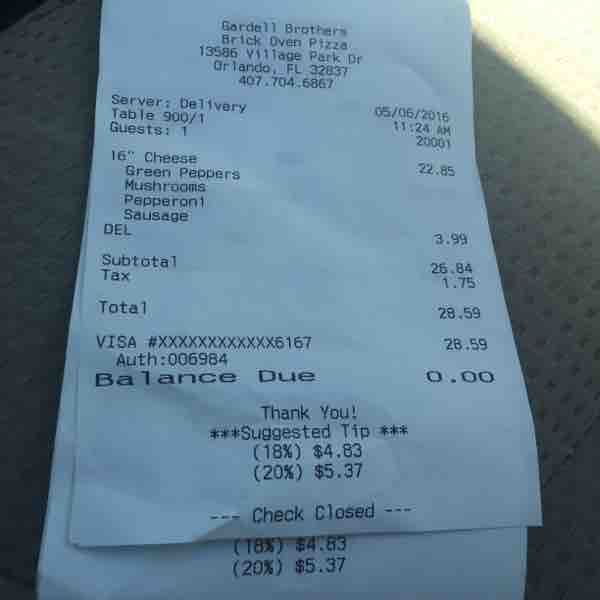 Gardell Brothers
Brick Oven Pizza
13586 Village Park Dr
Orlando, FL 32837
407.704.6867
Server: Delivery 05/06/2016
Table 900/1 11:24 AM
Guests: 1 20001
16" Cheese 22.85
Green Peppers
Mushrooms
Pepperoni
Sausage
DEL 3.99
Subtotal 26.84
Tax 1.75
Total 28.59
VISA #XXXXXXXXXXXX6167 28.59
Auth:006984
Balance Due 0.00
Thank You!
***Suggested Tip ***
(18%) $4.83
(20%) $5.37
--- Check Closed ---
(18%) $4.83
(20%) $5.37